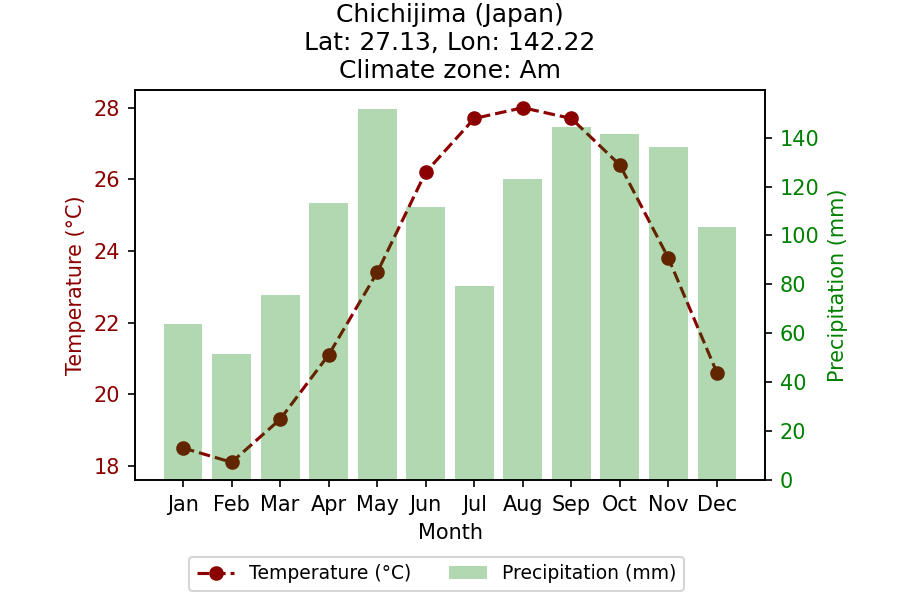 Chichijima (Japan)
Lat: 27.13, Lon: 142.22
Climate zone: Am
28
26
24
22
20
18
Temperature (°C)
140
120
100
80
60
40
20
0
Precipitation (mm)
Jan Feb Mar Apr May Jun Jul Aug Sep Oct Nov Dec
Month
Temperature (°C) Precipitation (mm)